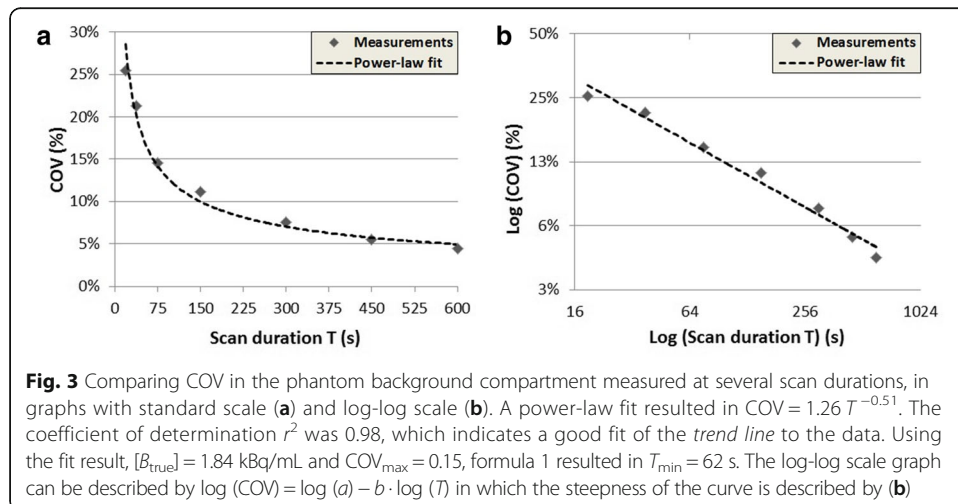 a
30%
25%
20%
15%
10%
5%
0%
COV (%)
Measurements
Power-law fit
0 75 150 225 300 375 450 525 600
Scan duration T (s)
b
50%
25%
13%
6%
3%
Log (COV) (%)
Measurements
Power-law fit
16 64 256 1024
Log (Scan duration T) (s)
Fig. 3 Comparing COV in the phantom background compartment measured at several scan durations, in
graphs with standard scale (a) and log-log scale (b). A power-law fit resulted in COV = 1.26 T⁻⁰·⁵¹. The
coefficient of determination r² was 0.98, which indicates a good fit of the trend line to the data. Using
the fit result, [B_true] = 1.84 kBq/mL and COV_max = 0.15, formula 1 resulted in T_min = 62 s. The log-log scale graph
can be described by log (COV) = log (a) – b · log (T) in which the steepness of the curve is described by (b)